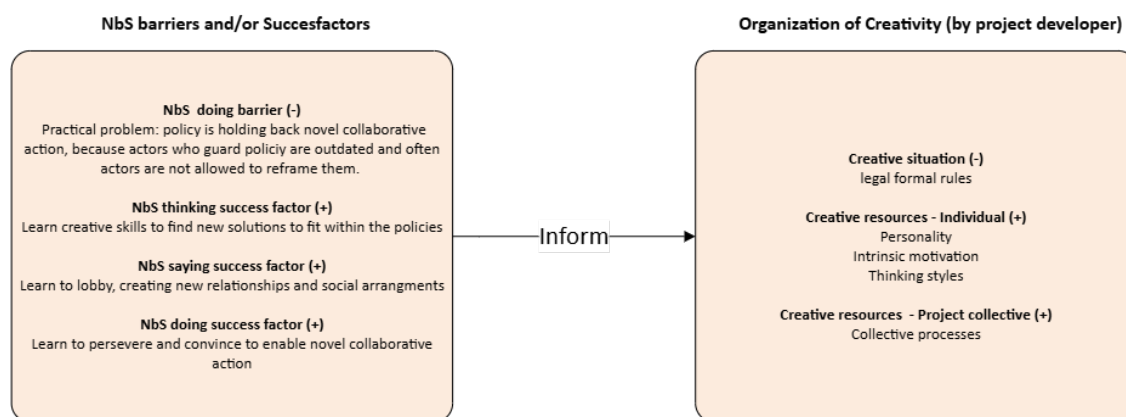 NbS barriers and/or Succesfactors
NbS  doing barrier (-)
Practical problem: policy is holding back novel collaborative
action, because actors who guard policiy are outdated and often
actors are not allowed to reframe them.
NbS thinking success factor (+)
Learn creative skills to find new solutions to fit within the policies
NbS saying success factor (+)
Learn to lobby, creating new relationships and social arrangments
NbS doing success factor (+)
Learn to persevere and convince to enable novel collaborative
action
Inform
Organization of Creativity (by project developer)
Creative situation (-)
legal formal rules
Creative resources - Individual (+)
Personality
Intrinsic motivation
Thinking styles
Creative resources  - Project collective (+)
Collective processes